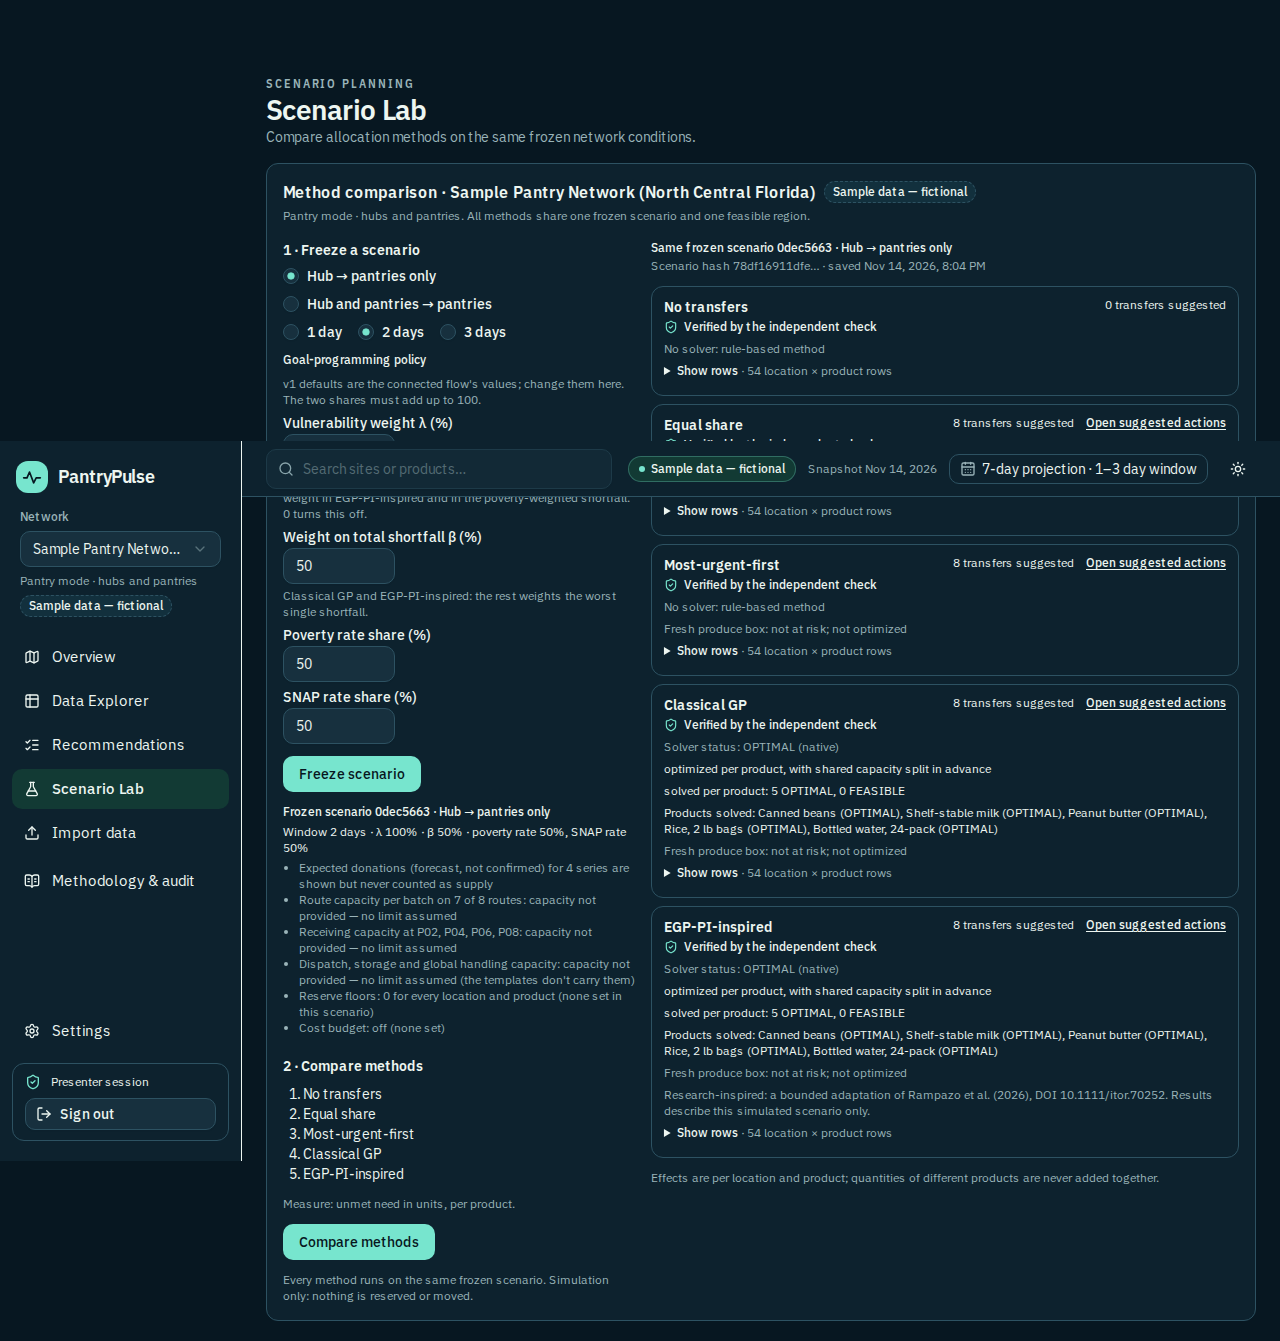 SCENARIO PLANNING
Scenario Lab
Compare allocation methods on the same frozen network conditions.
Method comparison · Sample Pantry Network (North Central Florida)
Sample data — fictional
Pantry mode · hubs and pantries. All methods share one frozen scenario and one feasible region.
1 · Freeze a scenario
Hub → pantries only
Hub and pantries → pantries
1 day
2 days
3 days
Goal-programming policy
v1 defaults are the connected flow's values; change them here.
The two shares must add up to 100.
Vulnerability weight λ (%)
weight in EGP-PI-inspired and in the poverty-weighted shortfall.
0 turns this off.
Weight on total shortfall β (%)
50
Classical GP and EGP-PI-inspired: the rest weights the worst
single shortfall.
Poverty rate share (%)
50
SNAP rate share (%)
50
Freeze scenario
Frozen scenario 0dec5663 · Hub → pantries only
Window 2 days · λ 100% · β 50% · poverty rate 50%, SNAP rate
50%
• Expected donations (forecast, not confirmed) for 4 series are
shown but never counted as supply
• Route capacity per batch on 7 of 8 routes: capacity not
provided — no limit assumed
• Receiving capacity at P02, P04, P06, P08: capacity not
provided — no limit assumed
• Dispatch, storage and global handling capacity: capacity not
provided — no limit assumed (the templates don't carry them)
• Reserve floors: 0 for every location and product (none set in
this scenario)
• Cost budget: off (none set)
2 · Compare methods
1. No transfers
2. Equal share
3. Most-urgent-first
4. Classical GP
5. EGP-PI-inspired
Measure: unmet need in units, per product.
Compare methods
Every method runs on the same frozen scenario. Simulation
only: nothing is reserved or moved.
Same frozen scenario 0dec5663 · Hub → pantries only
Scenario hash 78df16911dfe… · saved Nov 14, 2026, 8:04 PM
No transfers
0 transfers suggested
Verified by the independent check
No solver: rule-based method
Show rows · 54 location × product rows
Equal share
8 transfers suggested
Open suggested actions
Show rows · 54 location × product rows
Most-urgent-first
8 transfers suggested
Open suggested actions
Verified by the independent check
No solver: rule-based method
Fresh produce box: not at risk; not optimized
Show rows · 54 location × product rows
Classical GP
8 transfers suggested
Open suggested actions
Verified by the independent check
Solver status: OPTIMAL (native)
optimized per product, with shared capacity split in advance
solved per product: 5 OPTIMAL, 0 FEASIBLE
Products solved: Canned beans (OPTIMAL), Shelf-stable milk (OPTIMAL), Peanut butter (OPTIMAL),
Rice, 2 lb bags (OPTIMAL), Bottled water, 24-pack (OPTIMAL)
Fresh produce box: not at risk; not optimized
Show rows · 54 location × product rows
EGP-PI-inspired
8 transfers suggested
Open suggested actions
Verified by the independent check
Solver status: OPTIMAL (native)
optimized per product, with shared capacity split in advance
solved per product: 5 OPTIMAL, 0 FEASIBLE
Products solved: Canned beans (OPTIMAL), Shelf-stable milk (OPTIMAL), Peanut butter (OPTIMAL),
Rice, 2 lb bags (OPTIMAL), Bottled water, 24-pack (OPTIMAL)
Fresh produce box: not at risk; not optimized
Research-inspired: a bounded adaptation of Rampazo et al. (2026), DOI 10.1111/itor.70252. Results
describe this simulated scenario only.
Show rows · 54 location × product rows
Effects are per location and product; quantities of different products are never added together.
Search sites or products…
Sample data — fictional
Snapshot Nov 14, 2026
7-day projection · 1–3 day window
PantryPulse
Network
Sample Pantry Netwo...
Pantry mode · hubs and pantries
Sample data — fictional
Overview
Data Explorer
Recommendations
Scenario Lab
Import data
Methodology & audit
Settings
Presenter session
Sign out